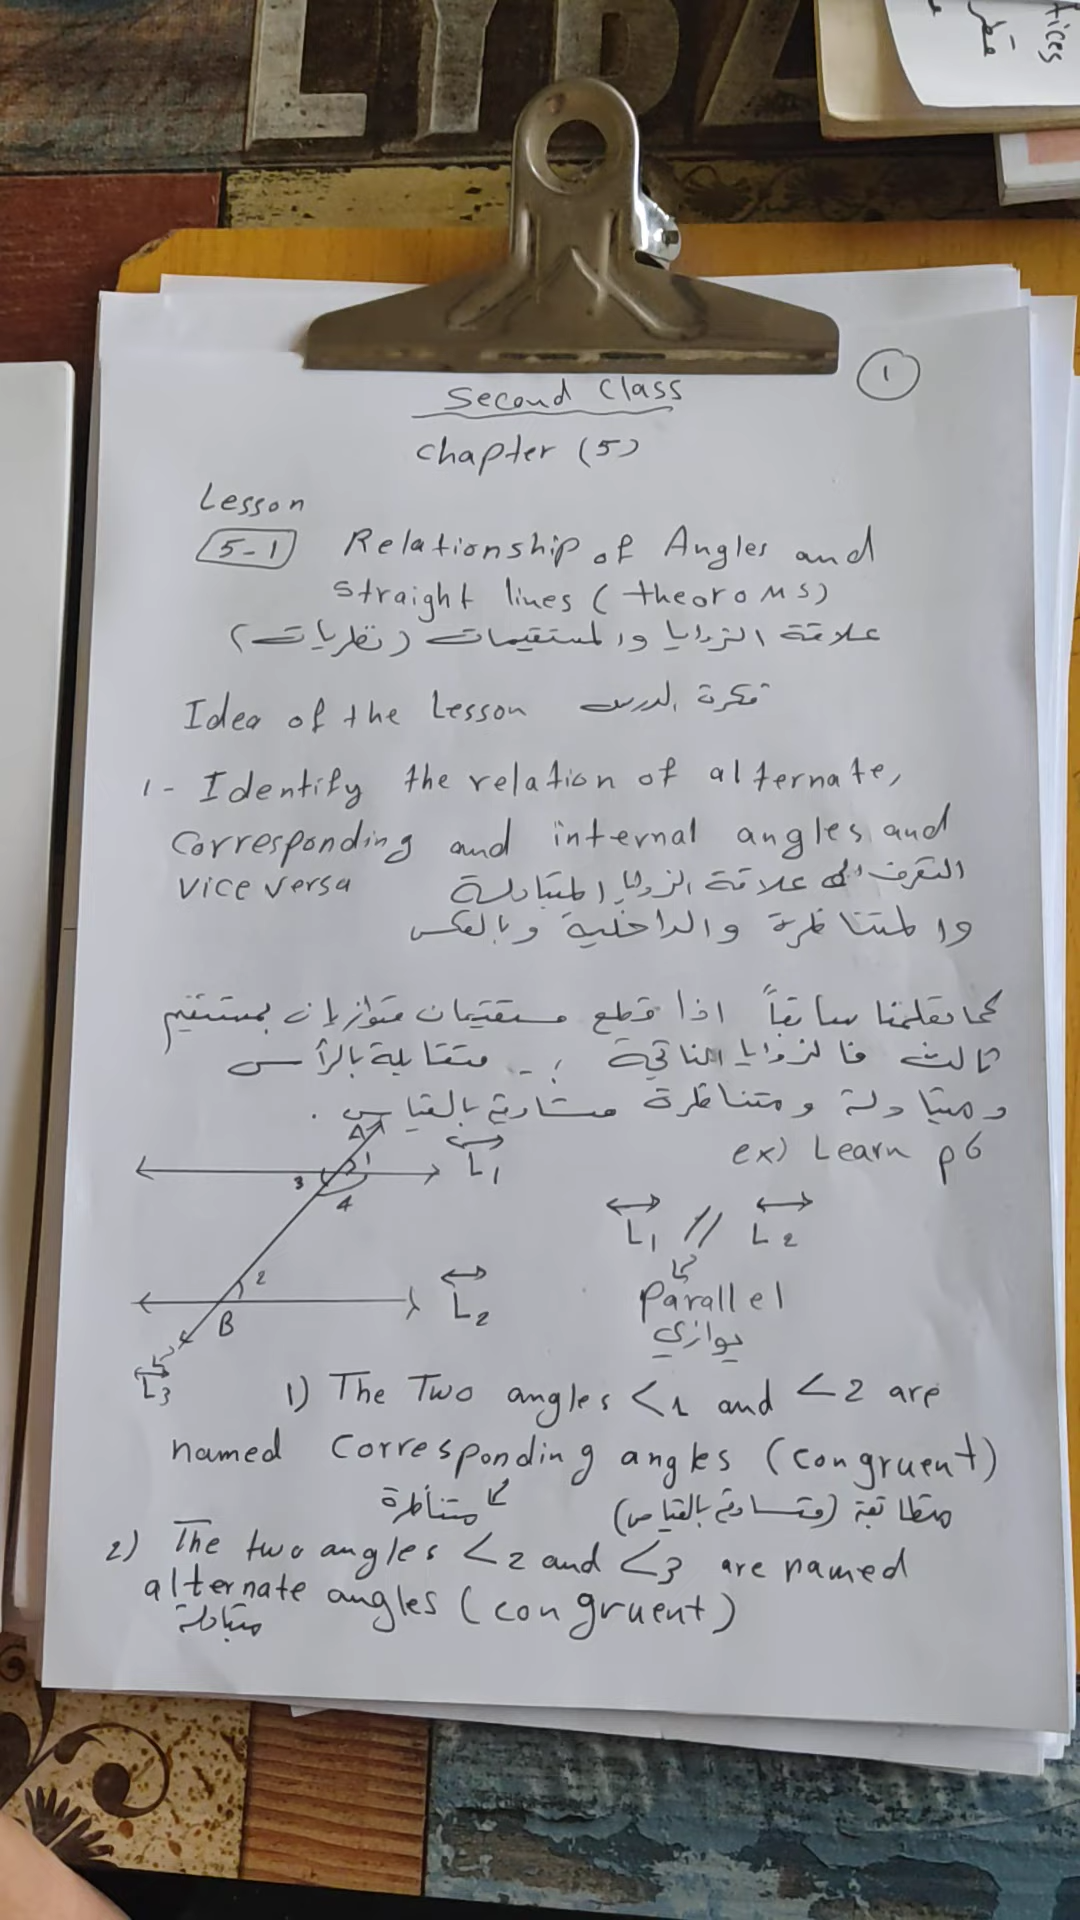 LYBZ
fices
1
Second Class
chapter (5)
Lesson
5-1 Relationship of Angles and
straight lines (theoroms)
علاقة الزوايا والمستقيمات (نظريات)
Idea of the Lesson فكرة الدرس
1- Identify the relation of alternate,
Corresponding and internal angles and
vice versa التعرف الى علاقة الزوايا المتبادلة
والمتناظرة والداخلية وبالعكس
كما تعلمنا سابقاً اذا قطع مستقيمان متوازيان بمستقيم
ثالث فالزوايا الناتجة :- متقابلة بالرأس
ومتبادلة ومتناظرة متساوية بالقياس.
ex) Learn p6
A
1
3
4
L1
L1 // L2
2
B
L2
Parallel
يوازي
L3
1) The Two angles <1 and <2 are
named Corresponding angles (congruent)
متناظرة متطابقة (متساوية بالقياس)
2) The two angles <2 and <3 are named
alternate angles (congruent)
متبادلة